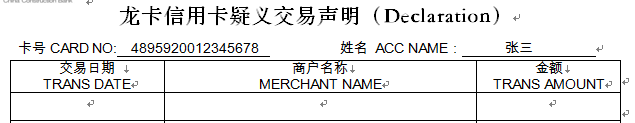 China Construction Bank
龙卡信用卡疑义交易声明（Declaration）
卡号 CARD NO: 4895920012345678 姓名 ACC NAME： 张三
交易日期 商户名称 金额
TRANS DATE MERCHANT NAME TRANS AMOUNT